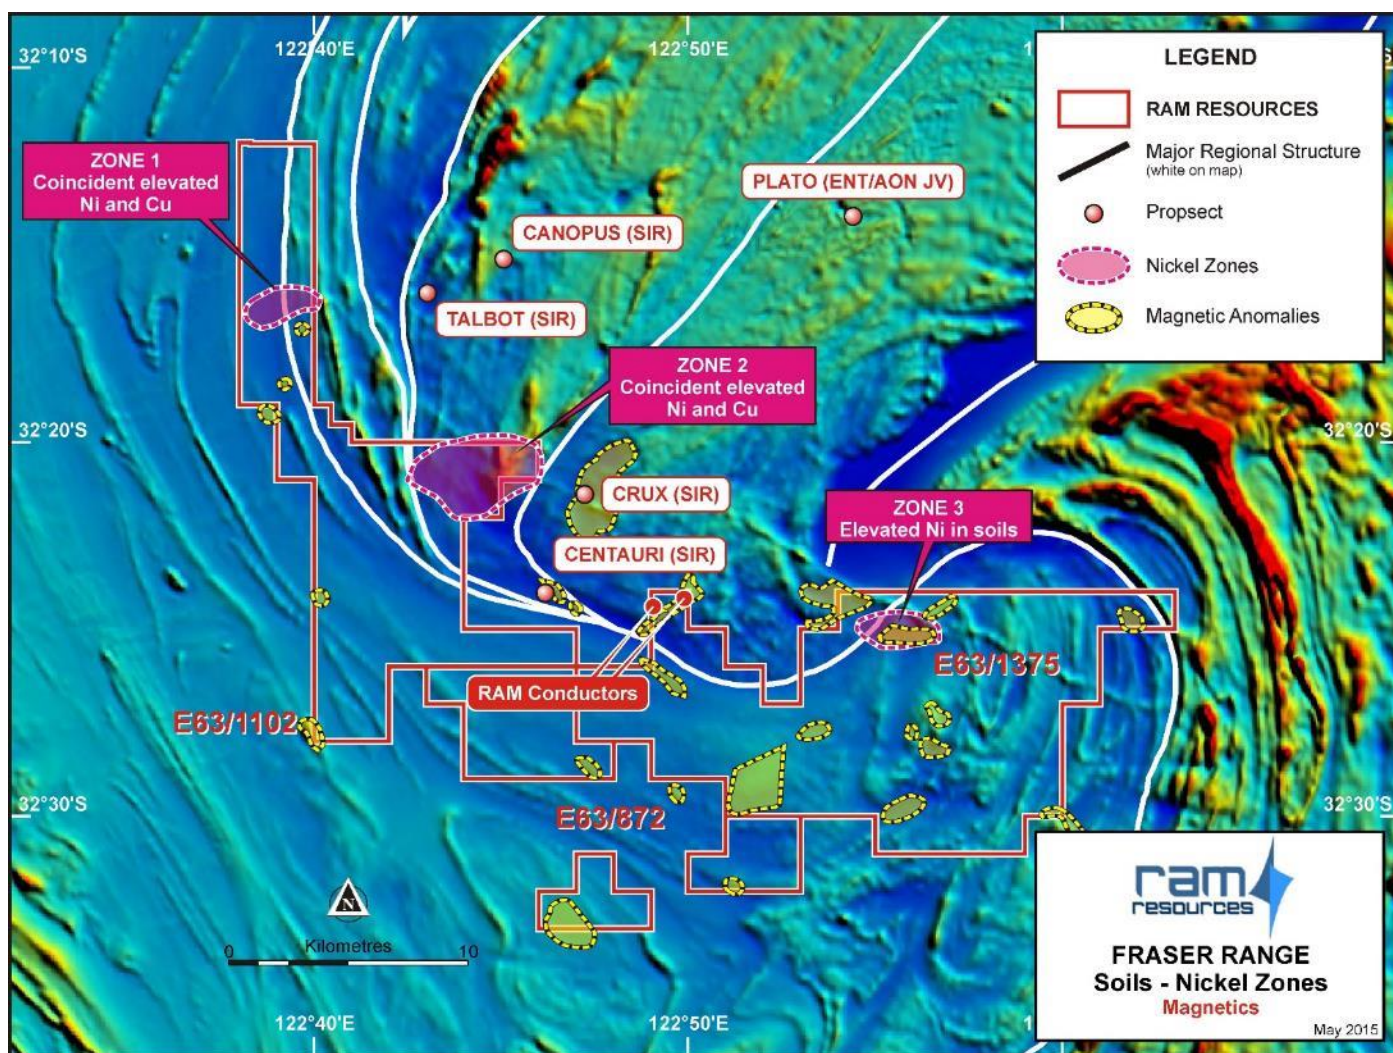 122°40'E
122°50'E
32°10'S
ZONE 1
Coincident elevated
Ni and Cu
PLATO (ENT/AON JV)
CANOPUS (SIR)
TALBOT (SIR)
ZONE 2
Coincident elevated
Ni and Cu
32°20'S
32°20'S
CRUX (SIR)
ZONE 3
Elevated Ni in soils
CENTAURI (SIR)
E63/1375
RAM Conductors
E63/1102
32°30'S
32°30'S
E63/872
N
0
Kilometres
10
122°40'E
122°50'E
LEGEND
RAM RESOURCES
Major Regional Structure
(white on map)
Propsect
Nickel Zones
Magnetic Anomalies
ram
resources
FRASER RANGE
Soils - Nickel Zones
Magnetics
May 2015